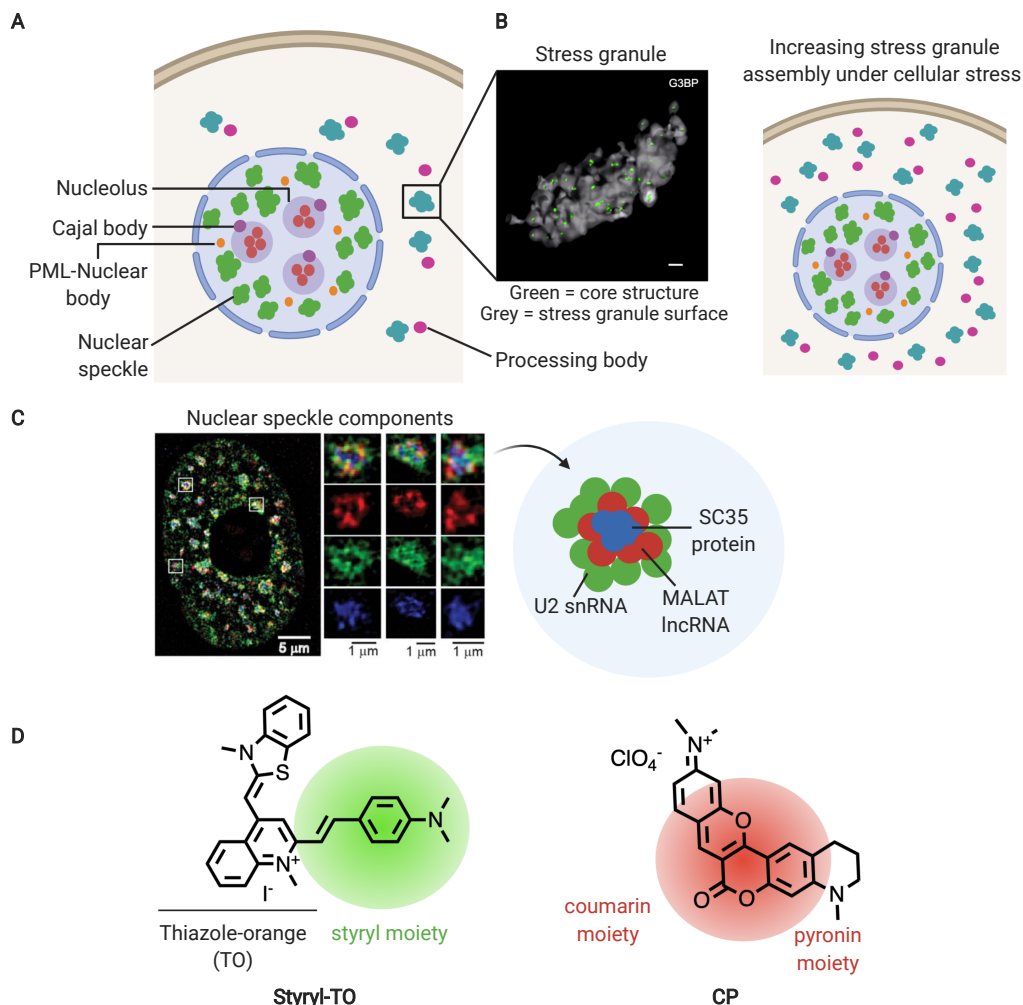 A
Nucleolus
Cajal body
PML-Nuclear
body
Nuclear
speckle
B
Stress granule
G3BP
Green = core structure
Grey = stress granule surface
Processing body
Increasing stress granule
assembly under cellular stress
C
Nuclear speckle components
5 μm
1 μm
1 μm
1 μm
SC35
protein
U2 snRNA
MALAT
lncRNA
D
N
S
N
N+
I-
Thiazole-orange
(TO)
styryl moiety
Styryl-TO
N+
ClO4-
O
O
O
N
coumarin
moiety
pyronin
moiety
CP